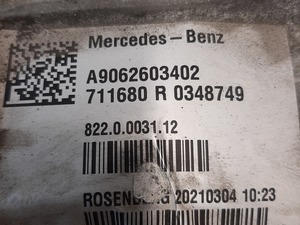 Mercedes-Benz
A9062603402
711680 R 0348749
822.0.0031.12
ROSENBERG 20210304 10:23